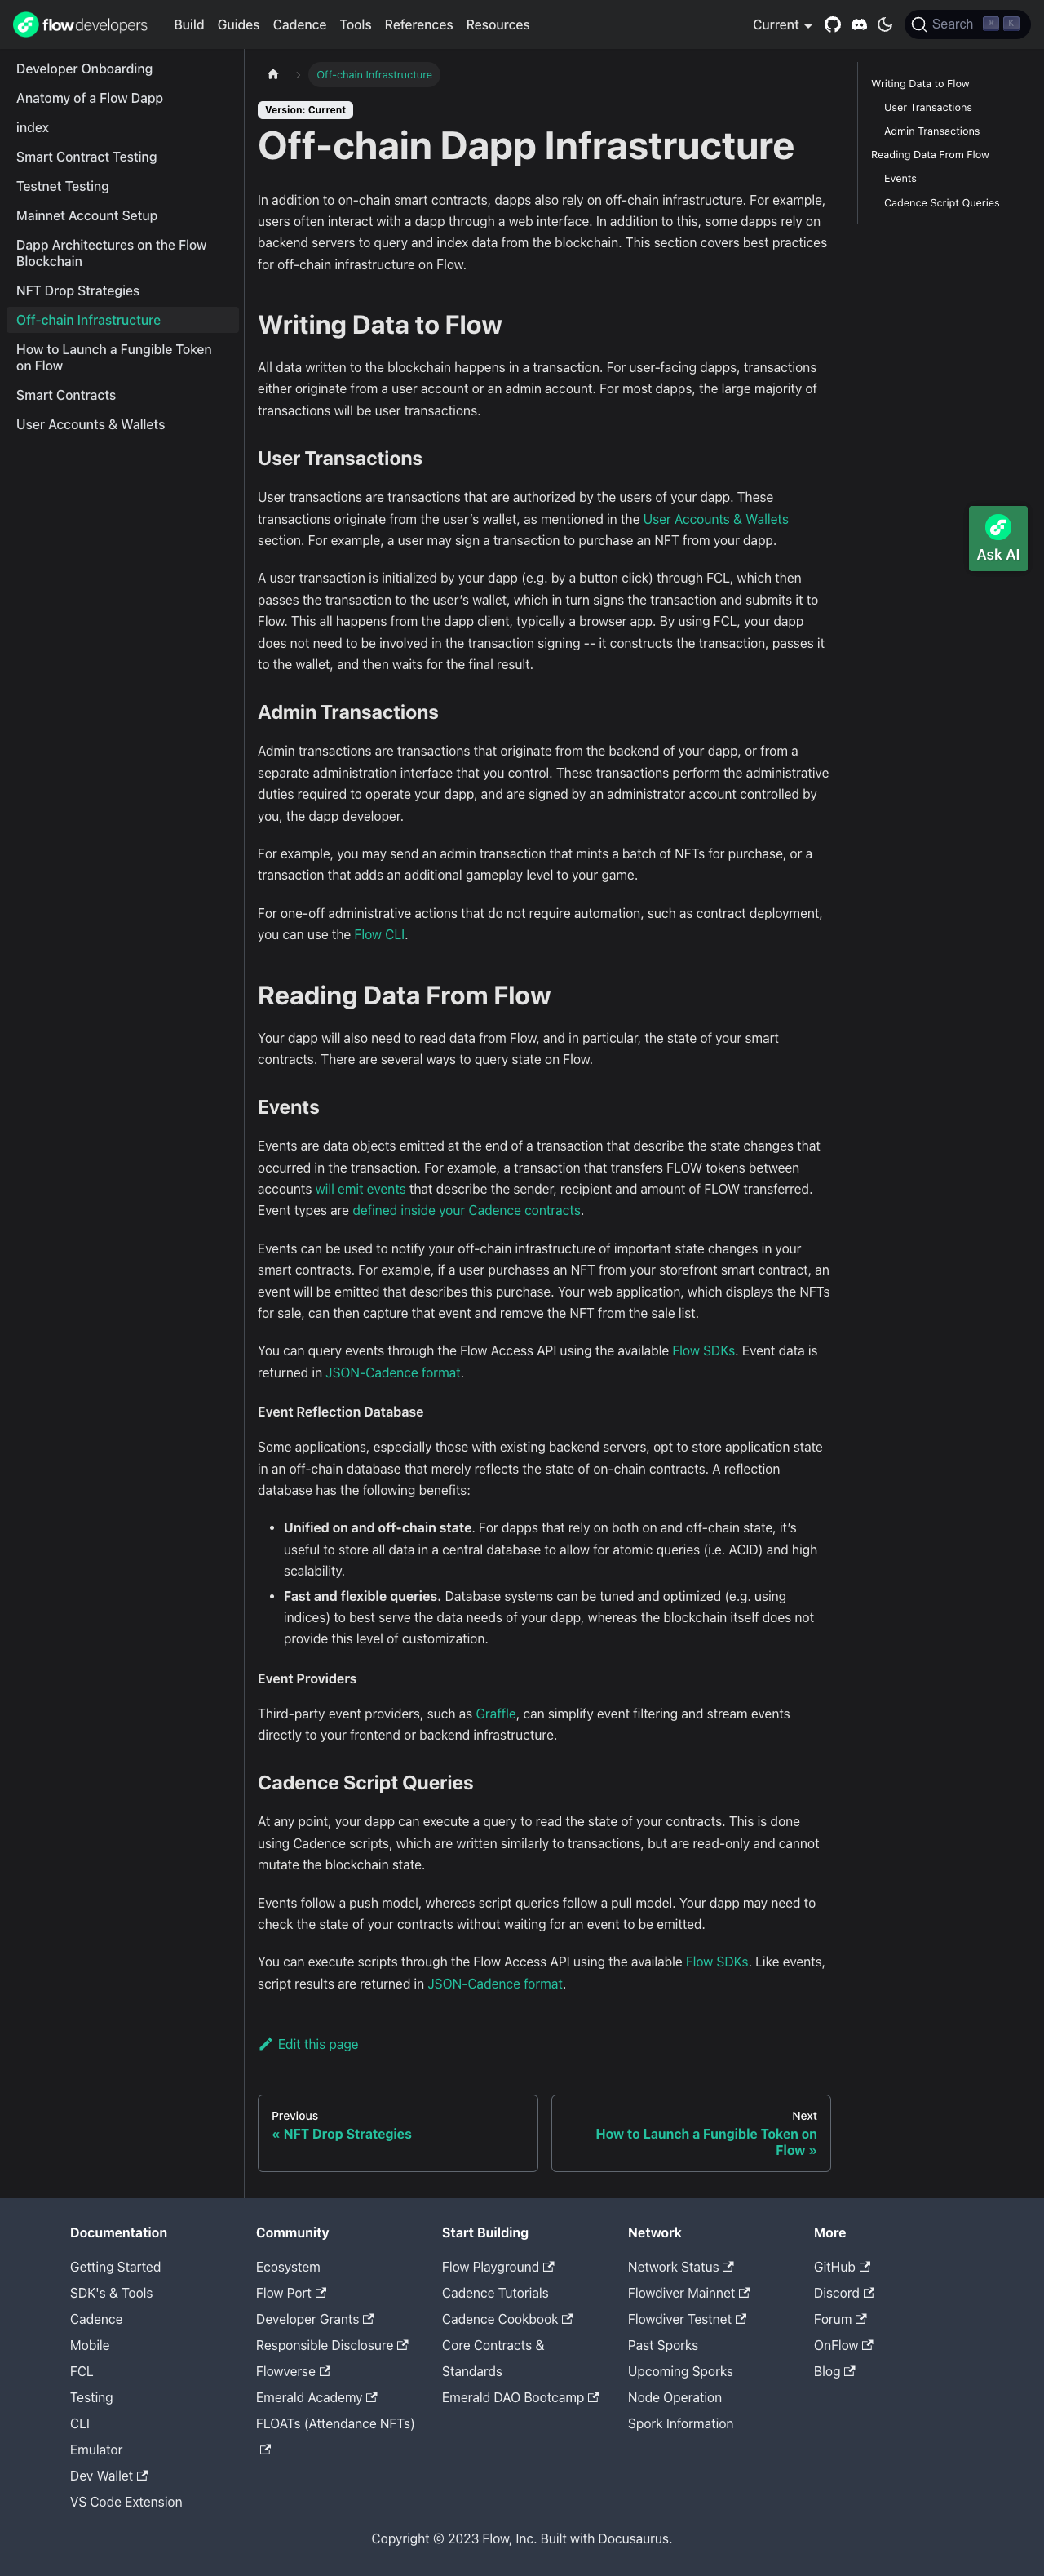 flowdevelopers Build Guides Cadence Tools References Resources Current Search ⌘ K
Developer Onboarding
Anatomy of a Flow Dapp
index
Smart Contract Testing
Testnet Testing
Mainnet Account Setup
Dapp Architectures on the Flow
Blockchain
NFT Drop Strategies
Off-chain Infrastructure
How to Launch a Fungible Token
on Flow
Smart Contracts
User Accounts & Wallets
Off-chain Infrastructure
Version: Current
Off-chain Dapp Infrastructure
In addition to on-chain smart contracts, dapps also rely on off-chain infrastructure. For example,
users often interact with a dapp through a web interface. In addition to this, some dapps rely on
backend servers to query and index data from the blockchain. This section covers best practices
for off-chain infrastructure on Flow.
Writing Data to Flow
All data written to the blockchain happens in a transaction. For user-facing dapps, transactions
either originate from a user account or an admin account. For most dapps, the large majority of
transactions will be user transactions.
User Transactions
User transactions are transactions that are authorized by the users of your dapp. These
transactions originate from the user’s wallet, as mentioned in the User Accounts & Wallets
section. For example, a user may sign a transaction to purchase an NFT from your dapp.
A user transaction is initialized by your dapp (e.g. by a button click) through FCL, which then
passes the transaction to the user’s wallet, which in turn signs the transaction and submits it to
Flow. This all happens from the dapp client, typically a browser app. By using FCL, your dapp
does not need to be involved in the transaction signing -- it constructs the transaction, passes it
to the wallet, and then waits for the final result.
Admin Transactions
Admin transactions are transactions that originate from the backend of your dapp, or from a
separate administration interface that you control. These transactions perform the administrative
duties required to operate your dapp, and are signed by an administrator account controlled by
you, the dapp developer.
For example, you may send an admin transaction that mints a batch of NFTs for purchase, or a
transaction that adds an additional gameplay level to your game.
For one-off administrative actions that do not require automation, such as contract deployment,
you can use the Flow CLI.
Reading Data From Flow
Your dapp will also need to read data from Flow, and in particular, the state of your smart
contracts. There are several ways to query state on Flow.
Events
Events are data objects emitted at the end of a transaction that describe the state changes that
occurred in the transaction. For example, a transaction that transfers FLOW tokens between
accounts will emit events that describe the sender, recipient and amount of FLOW transferred.
Event types are defined inside your Cadence contracts.
Events can be used to notify your off-chain infrastructure of important state changes in your
smart contracts. For example, if a user purchases an NFT from your storefront smart contract, an
event will be emitted that describes this purchase. Your web application, which displays the NFTs
for sale, can then capture that event and remove the NFT from the sale list.
You can query events through the Flow Access API using the available Flow SDKs. Event data is
returned in JSON-Cadence format.
Event Reflection Database
Some applications, especially those with existing backend servers, opt to store application state
in an off-chain database that merely reflects the state of on-chain contracts. A reflection
database has the following benefits:
• Unified on and off-chain state. For dapps that rely on both on and off-chain state, it’s
useful to store all data in a central database to allow for atomic queries (i.e. ACID) and high
scalability.
• Fast and flexible queries. Database systems can be tuned and optimized (e.g. using
indices) to best serve the data needs of your dapp, whereas the blockchain itself does not
provide this level of customization.
Event Providers
Third-party event providers, such as Graffle, can simplify event filtering and stream events
directly to your frontend or backend infrastructure.
Cadence Script Queries
At any point, your dapp can execute a query to read the state of your contracts. This is done
using Cadence scripts, which are written similarly to transactions, but are read-only and cannot
mutate the blockchain state.
Events follow a push model, whereas script queries follow a pull model. Your dapp may need to
check the state of your contracts without waiting for an event to be emitted.
You can execute scripts through the Flow Access API using the available Flow SDKs. Like events,
script results are returned in JSON-Cadence format.
Edit this page
Previous
« NFT Drop Strategies
Next
How to Launch a Fungible Token on
Flow »
Writing Data to Flow
User Transactions
Admin Transactions
Reading Data From Flow
Events
Cadence Script Queries
Ask AI
Documentation
Getting Started
SDK's & Tools
Cadence
Mobile
FCL
Testing
CLI
Emulator
Dev Wallet
VS Code Extension
Community
Ecosystem
Flow Port
Developer Grants
Responsible Disclosure
Flowverse
Emerald Academy
FLOATs (Attendance NFTs)
Start Building
Flow Playground
Cadence Tutorials
Cadence Cookbook
Core Contracts &
Standards
Emerald DAO Bootcamp
Network
Network Status
Flowdiver Mainnet
Flowdiver Testnet
Past Sporks
Upcoming Sporks
Node Operation
Spork Information
More
GitHub
Discord
Forum
OnFlow
Blog
Copyright © 2023 Flow, Inc. Built with Docusaurus.